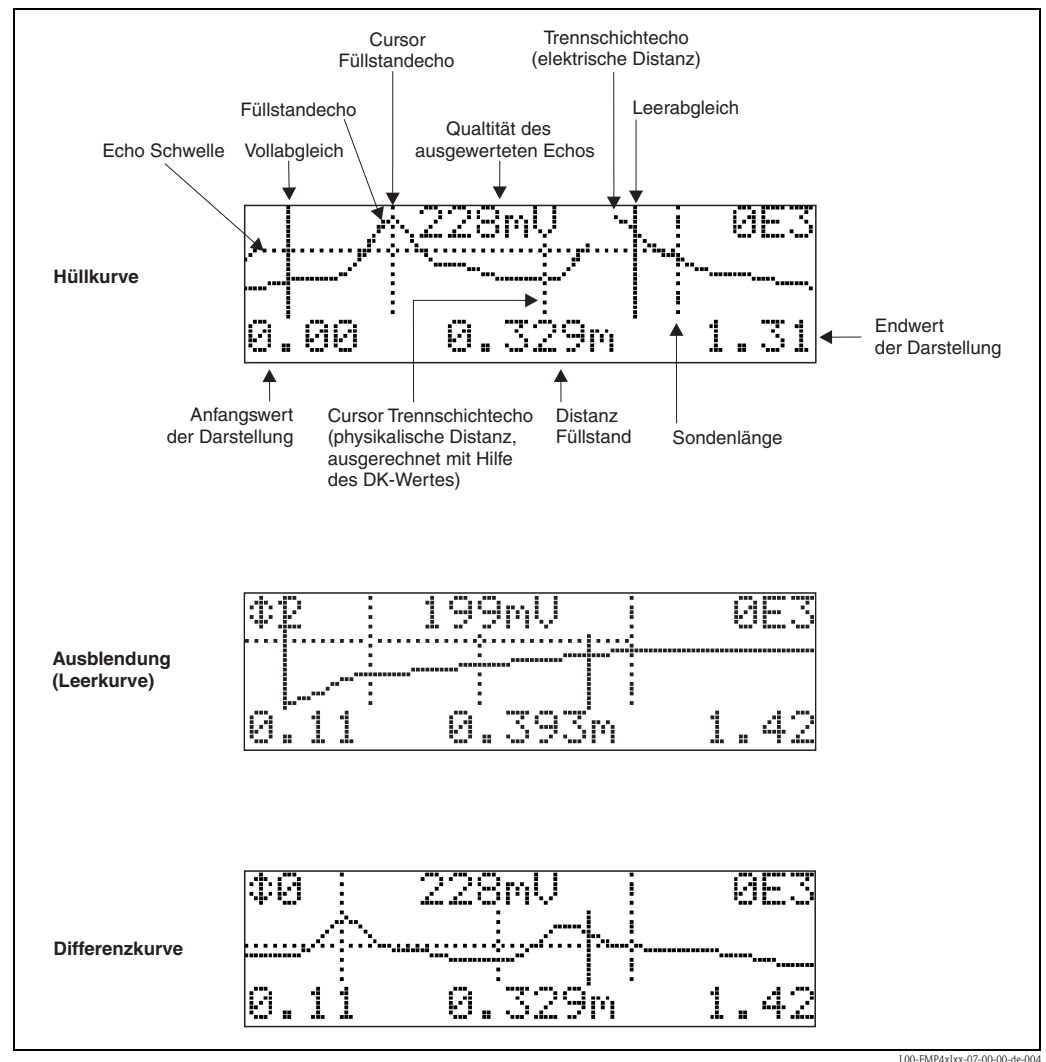 Cursor
Füllstandecho
Trennschichtecho
(elektrische Distanz)
Füllstandecho
Leerabgleich
Qualtität des
ausgewerteten Echos
Echo Schwelle
Vollabgleich
Hüllkurve
228mV
0E3
0.00
0.329m
1.31
Endwert
der Darstellung
Anfangswert
der Darstellung
Cursor Trennschichtecho
(physikalische Distanz,
ausgerechnet mit Hilfe
des DK-Wertes)
Distanz
Füllstand
Sondenlänge
Ausblendung
(Leerkurve)
199mV
0E3
0.11
0.393m
1.42
Differenzkurve
228mV
0E3
0.11
0.329m
1.42
L00-FMP4xIxx-07-00-00-de-004